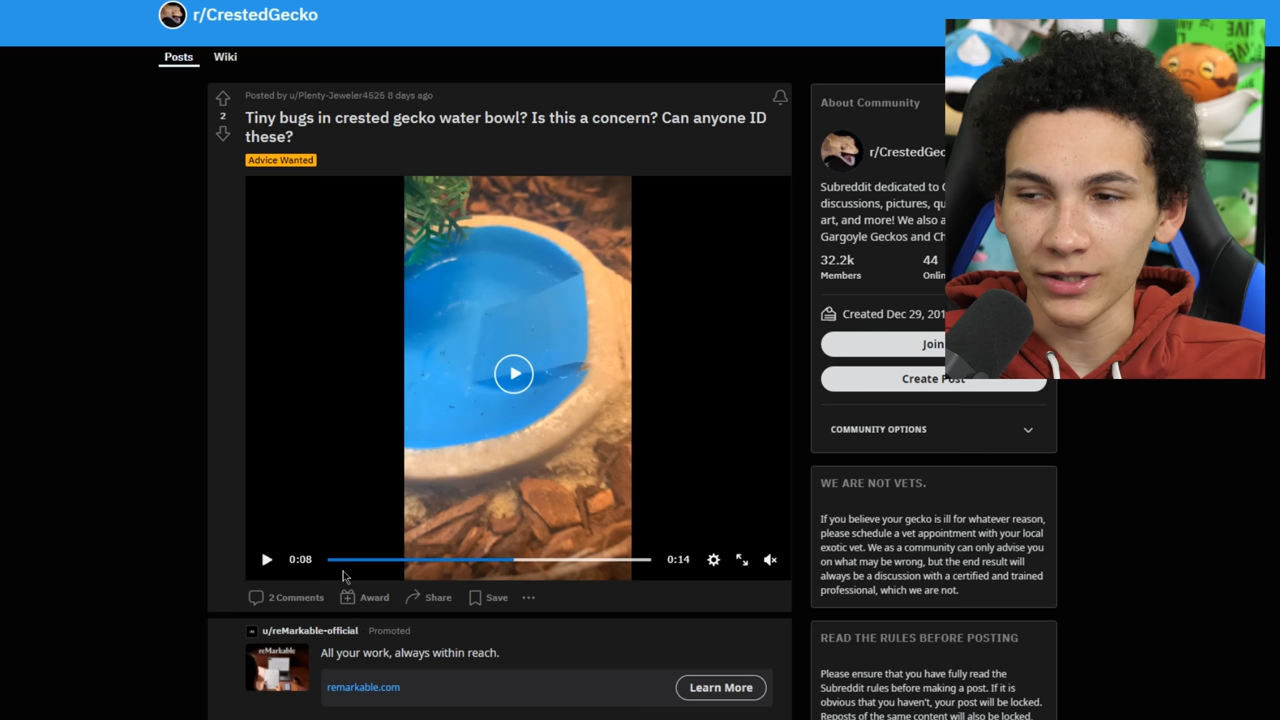 r/CrestedGecko
Posts Wiki
Posted by u/Plenty-Jeweler4525 8 days ago
2
Tiny bugs in crested gecko water bowl? Is this a concern? Can anyone ID
these?
Advice Wanted
0:08
0:14
2 Comments Award Share Save
u/reMarkable-official Promoted
reMarkable
All your work, always within reach.
remarkable.com
Learn More
About Community
r/CrestedGec
Subreddit dedicated to C
discussions, pictures, qu
art, and more! We also a
Gargoyle Geckos and Ch
32.2k 44
Members Onlin
Created Dec 29, 201
Join
Create Post
COMMUNITY OPTIONS
WE ARE NOT VETS.
If you believe your gecko is ill for whatever reason,
please schedule a vet appointment with your local
exotic vet. We as a community can only advise you
on what may be wrong, but the end result will
always be a discussion with a certified and trained
professional, which we are not.
READ THE RULES BEFORE POSTING
Please ensure that you have fully read the
Subreddit rules before making a post. If it is
obvious that you haven't, your post will be locked.
Reposts of the same content will also be locked.